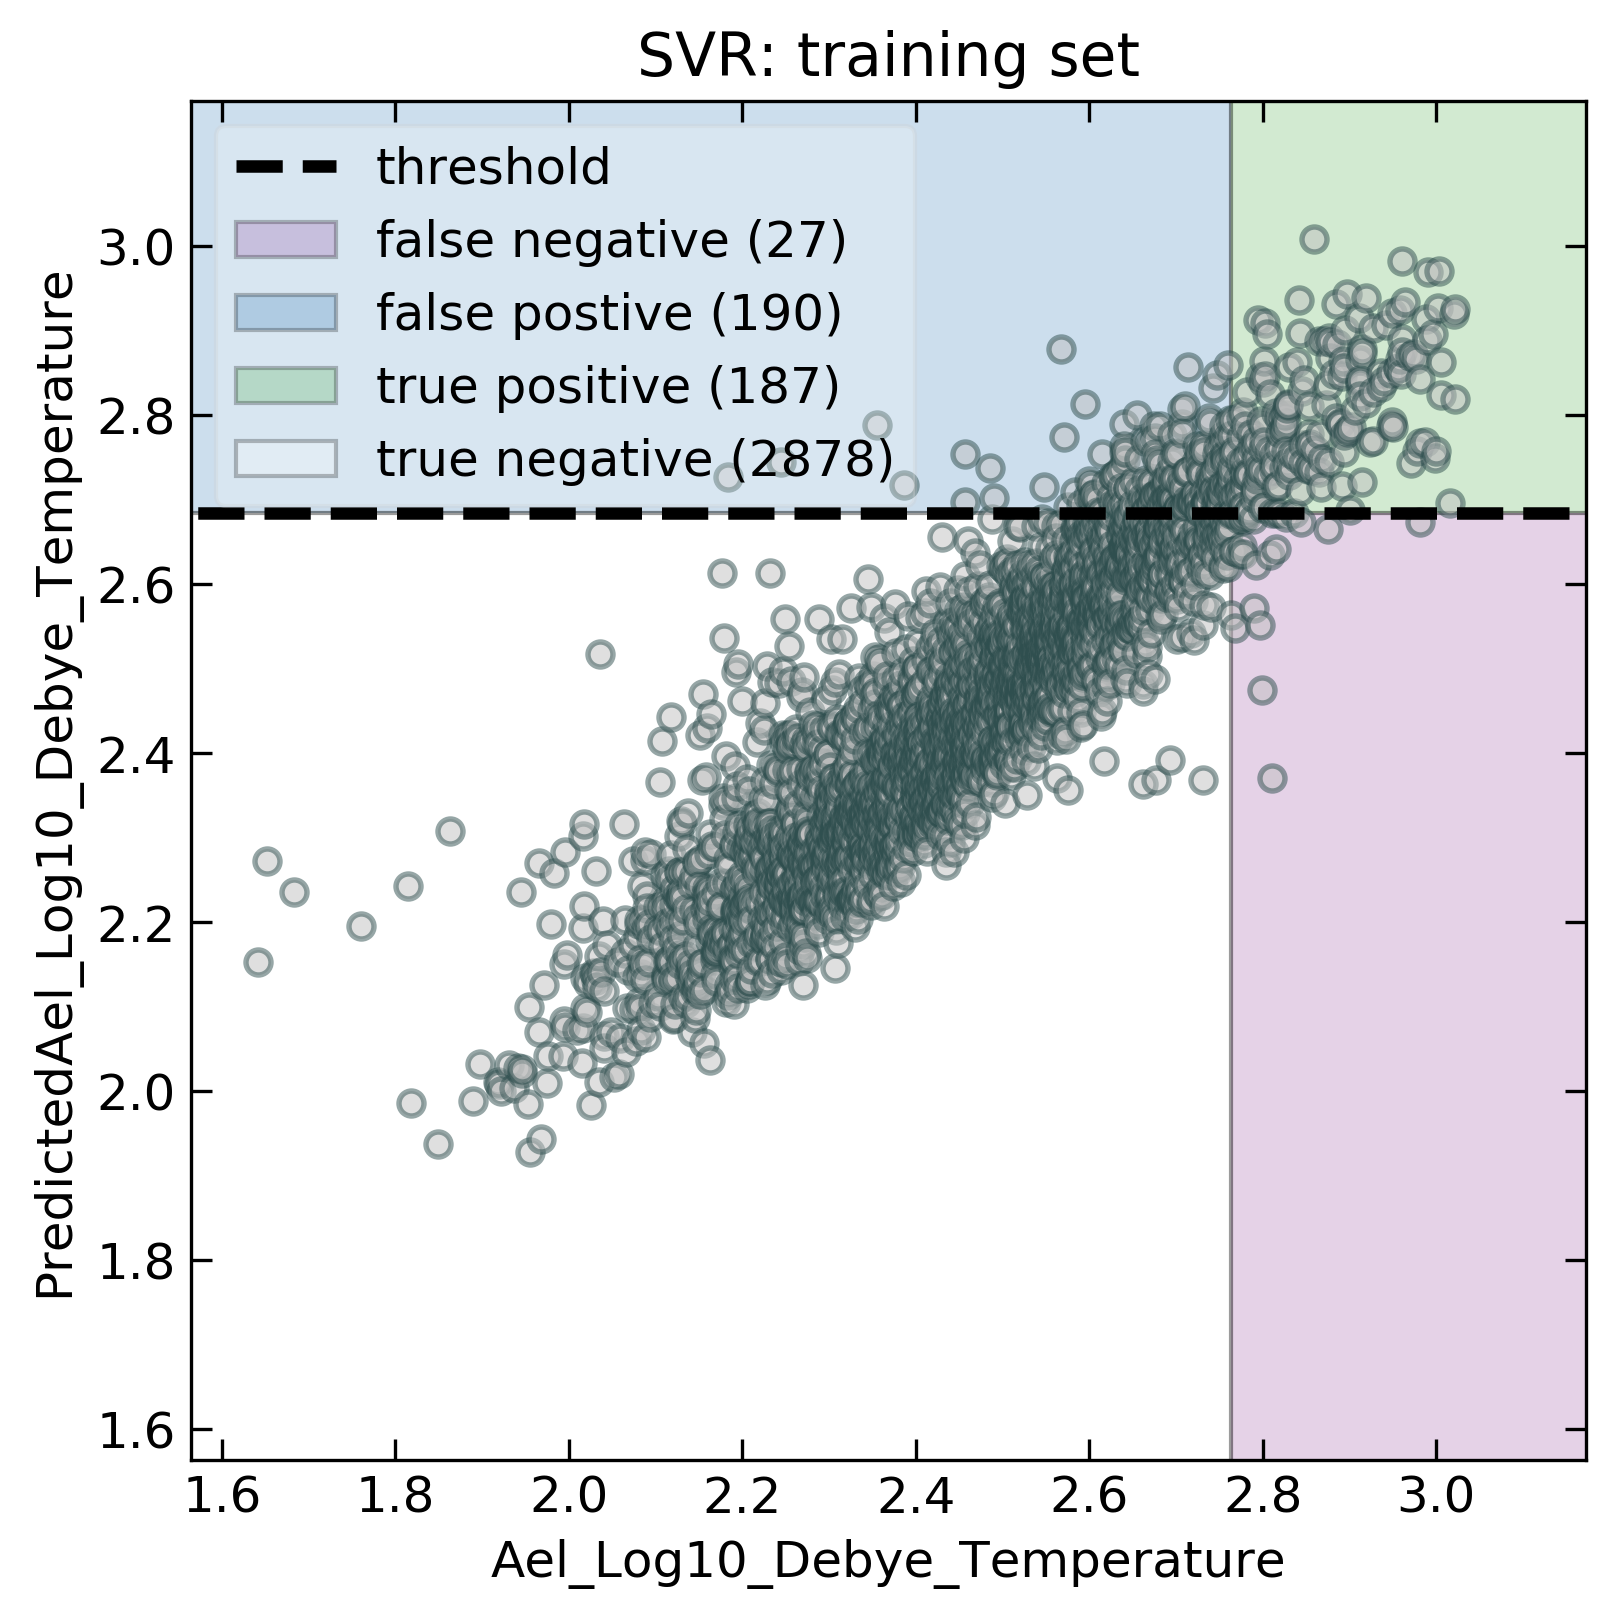 SVR: training set
threshold
false negative (27)
false postive (190)
true positive (187)
true negative (2878)
PredictedAel_Log10_Debye_Temperature
3.0
2.8
2.6
2.4
2.2
2.0
1.8
1.6
1.6 1.8 2.0 2.2 2.4 2.6 2.8 3.0
Ael_Log10_Debye_Temperature